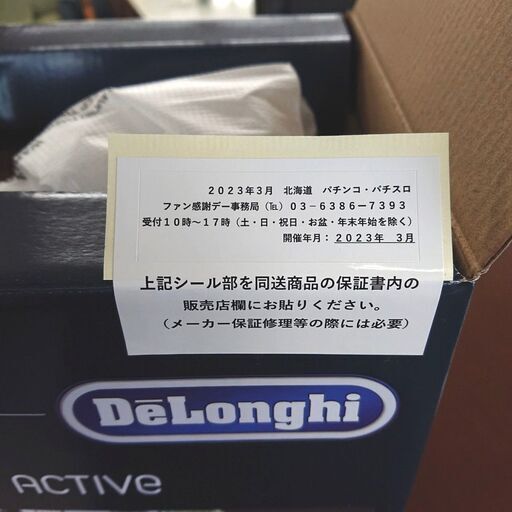 2023年3月　北海道　パチンコ・パチスロ
ファン感謝デー事務局（℡）03－6386－7393
受付10時～17時（土・日・祝日・お盆・年末年始を除く）
開催年月：2023年　3月
上記シール部を同送商品の保証書内の
販売店欄にお貼りください。
（メーカー保証修理等の際には必要）
DēLonghi
ACTIVE